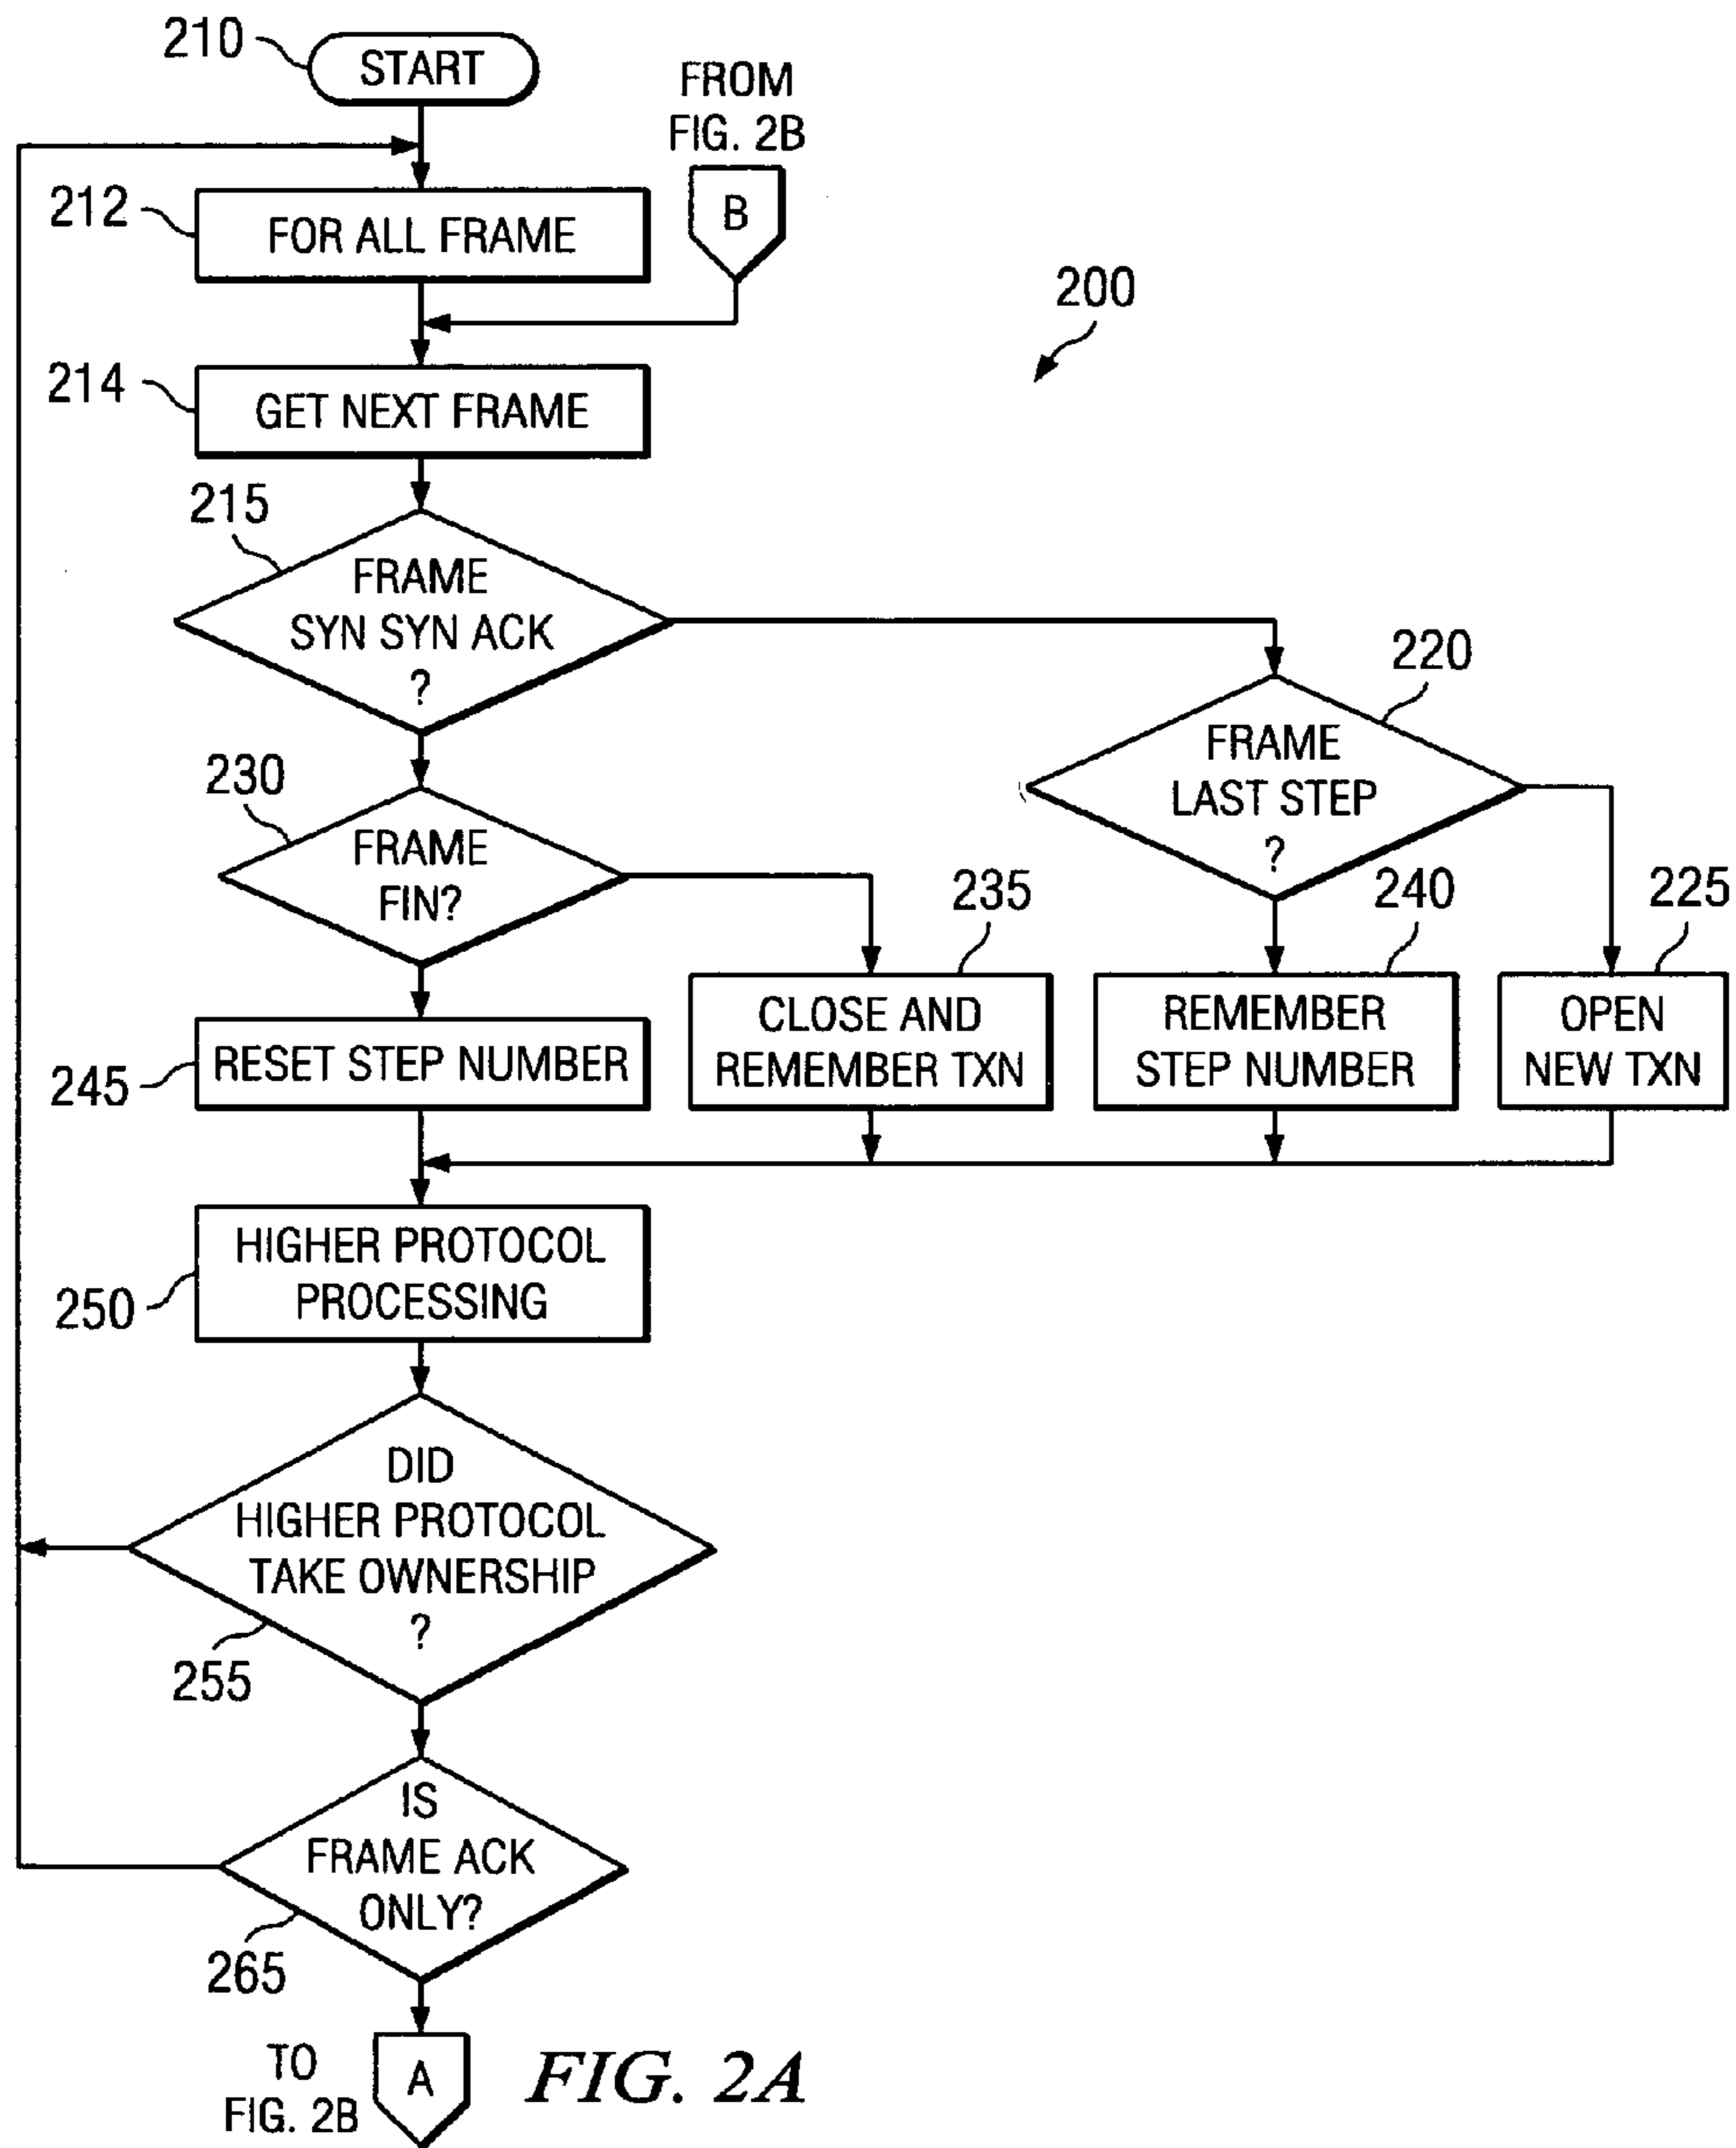 210
START
FROM
FIG. 2B
B
212
FOR ALL FRAME
200
214
GET NEXT FRAME
215
FRAME
SYN SYN ACK
?
220
FRAME
LAST STEP
?
230
FRAME
FIN?
235
CLOSE AND
REMEMBER TXN
240
REMEMBER
STEP NUMBER
225
OPEN
NEW TXN
245
RESET STEP NUMBER
250
HIGHER PROTOCOL
PROCESSING
DID
HIGHER PROTOCOL
TAKE OWNERSHIP
?
255
IS
FRAME ACK
ONLY?
265
TO
FIG. 2B
A
FIG. 2A